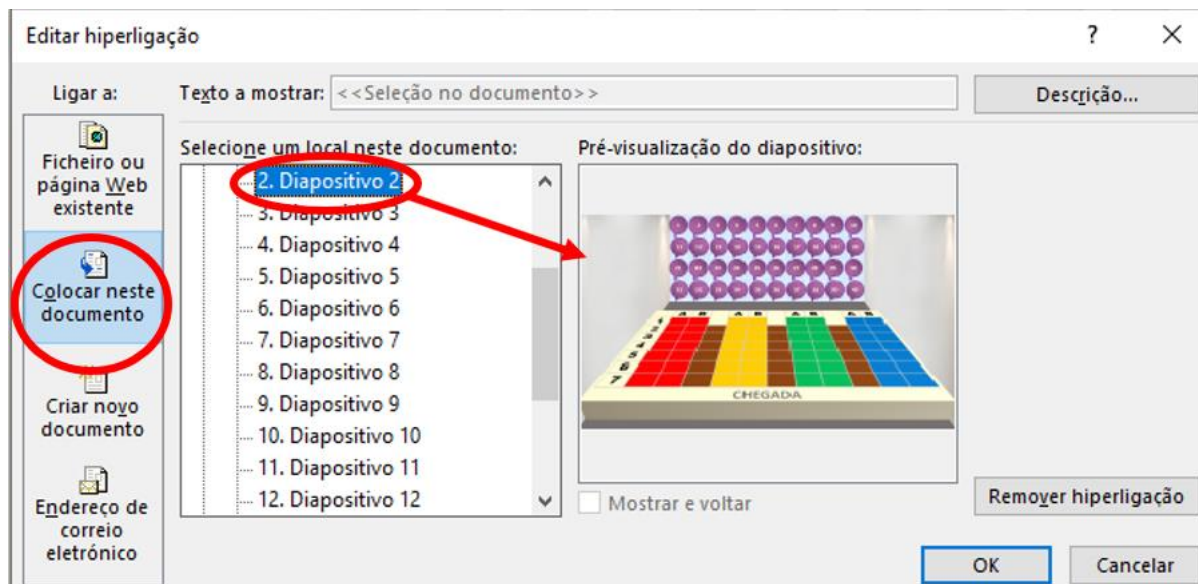 Editar hiperligação
?
Ligar a:
Texto a mostrar:
<<Seleção no documento>>
Descrição...
Ficheiro ou
página Web
existente
Colocar neste
documento
Criar novo
documento
Endereço de
correio
eletrónico
Selecione um local neste documento:
2. Diapositivo 2
3. Diapositivo 3
4. Diapositivo 4
5. Diapositivo 5
6. Diapositivo 6
7. Diapositivo 7
8. Diapositivo 8
9. Diapositivo 9
10. Diapositivo 10
11. Diapositivo 11
12. Diapositivo 12
Pré-visualização do diapositivo:
A B A B A B A B
7
CHEGADA
Mostrar e voltar
Remover hiperligação
OK
Cancelar